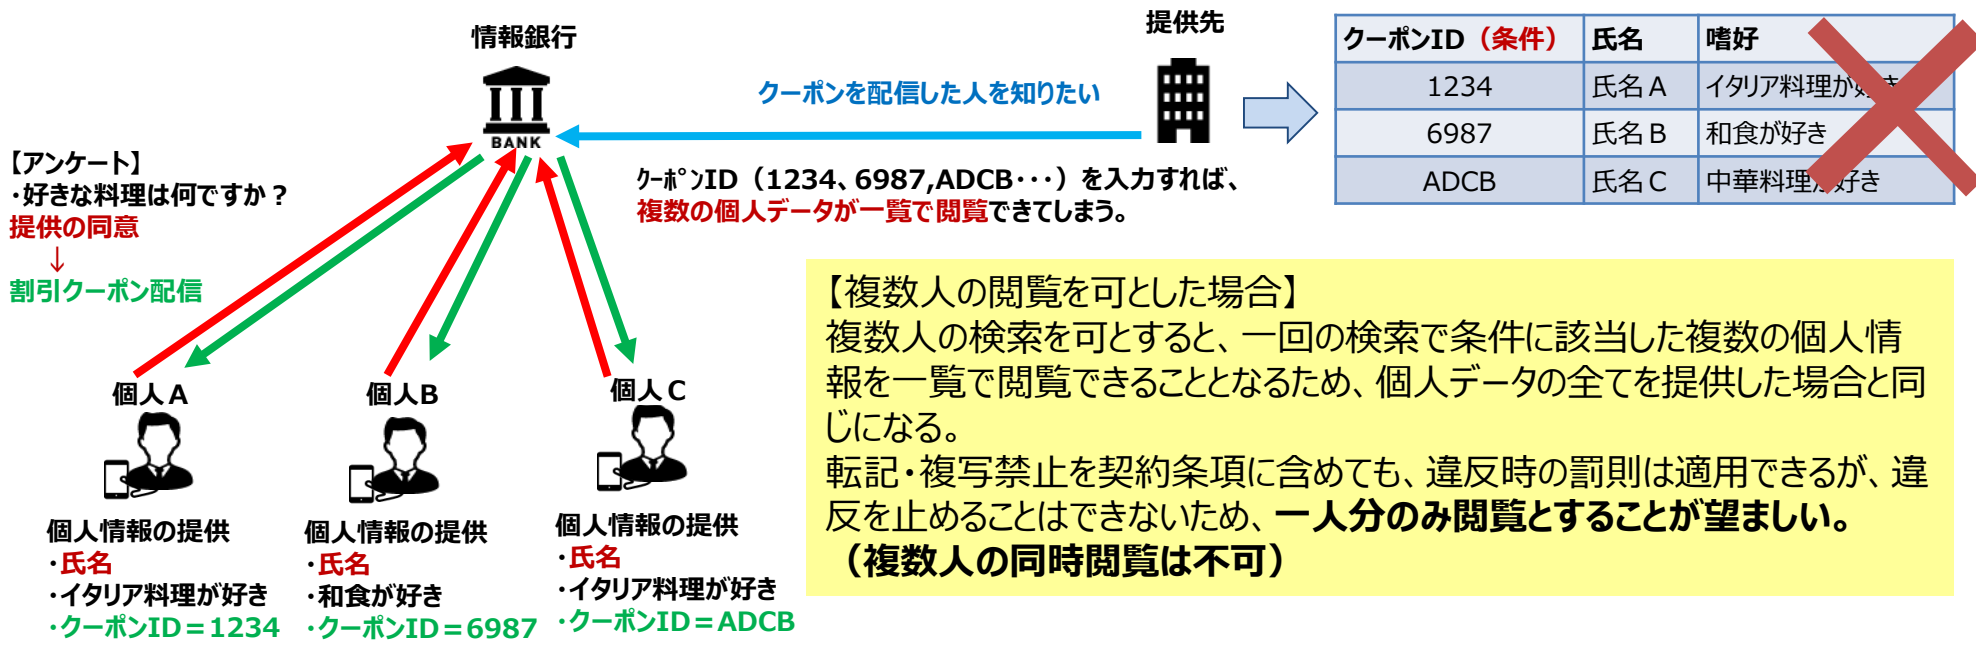 情報銀行
BANK
提供先
クーポンを配信した人を知りたい
ｸｰﾎﾟﾝID（1234、6987,ADCB･･･）を入力すれば、
複数の個人データが一覧で閲覧できてしまう。
クーポンID（条件） 氏名 嗜好
1234 氏名Ａ イタリア料理が好き
6987 氏名Ｂ 和食が好き
ADCB 氏名Ｃ 中華料理が好き
【アンケート】
・好きな料理は何ですか？
提供の同意
↓
割引クーポン配信
個人Ａ
個人B
個人Ｃ
個人情報の提供
・氏名
・イタリア料理が好き
・クーポンID＝1234
個人情報の提供
・氏名
・和食が好き
・クーポンID＝6987
個人情報の提供
・氏名
・イタリア料理が好き
・クーポンID＝ADCB
【複数人の閲覧を可とした場合】
複数人の検索を可とすると、一回の検索で条件に該当した複数の個人情
報を一覧で閲覧できることとなるため、個人データの全てを提供した場合と同
じになる。
転記・複写禁止を契約条項に含めても、違反時の罰則は適用できるが、違
反を止めることはできないため、一人分のみ閲覧とすることが望ましい。
（複数人の同時閲覧は不可）